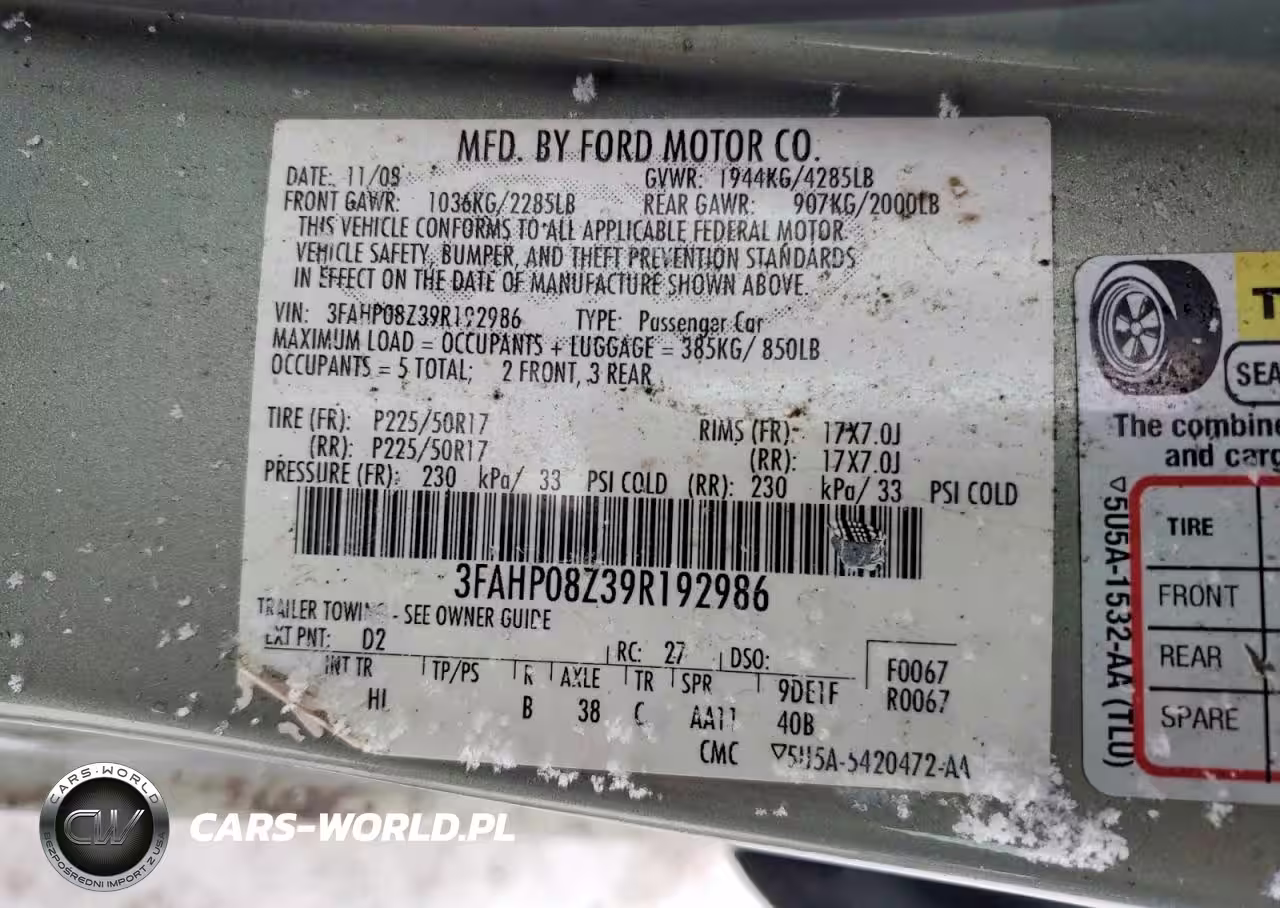 MFD. BY FORD MOTOR CO.
DATE: 11/08 GVWR: 1944KG/4285LB
FRONT GAWR: 1036KG/2285LB REAR GAWR: 907KG/2000LB
THIS VEHICLE CONFORMS TO ALL APPLICABLE FEDERAL MOTOR
VEHICLE SAFETY, BUMPER, AND THEFT PREVENTION STANDARDS
IN EFFECT ON THE DATE OF MANUFACTURE SHOWN ABOVE.
VIN: 3FAHP08Z39R192986 TYPE: Passenger Car
MAXIMUM LOAD = OCCUPANTS + LUGGAGE = 385KG/ 850LB
OCCUPANTS = 5 TOTAL; 2 FRONT, 3 REAR
TIRE (FR): P225/50R17 RIMS (FR): 17X7.0J
(RR): P225/50R17 (RR): 17X7.0J
PRESSURE (FR): 230 kPa/ 33 PSI COLD (RR): 230 kPa/ 33 PSI COLD
3FAHP08Z39R192986
TRAILER TOWING - SEE OWNER GUIDE
EXT PNT: D2 RC: 27 DSO: F0067
INT TR TP/PS R AXLE TR SPR 9DE1F R0067
HL B 38 C AA11 40B
CMC ▽5U5A-5420472-AA
T
SEA
The combine
and carg
TIRE
FRONT
REAR
SPARE
▽5U5A-1532-AA (TLU)
CARS-WORLD
CW
BEZPOŚREDNI IMPORT Z USA
CARS-WORLD.PL